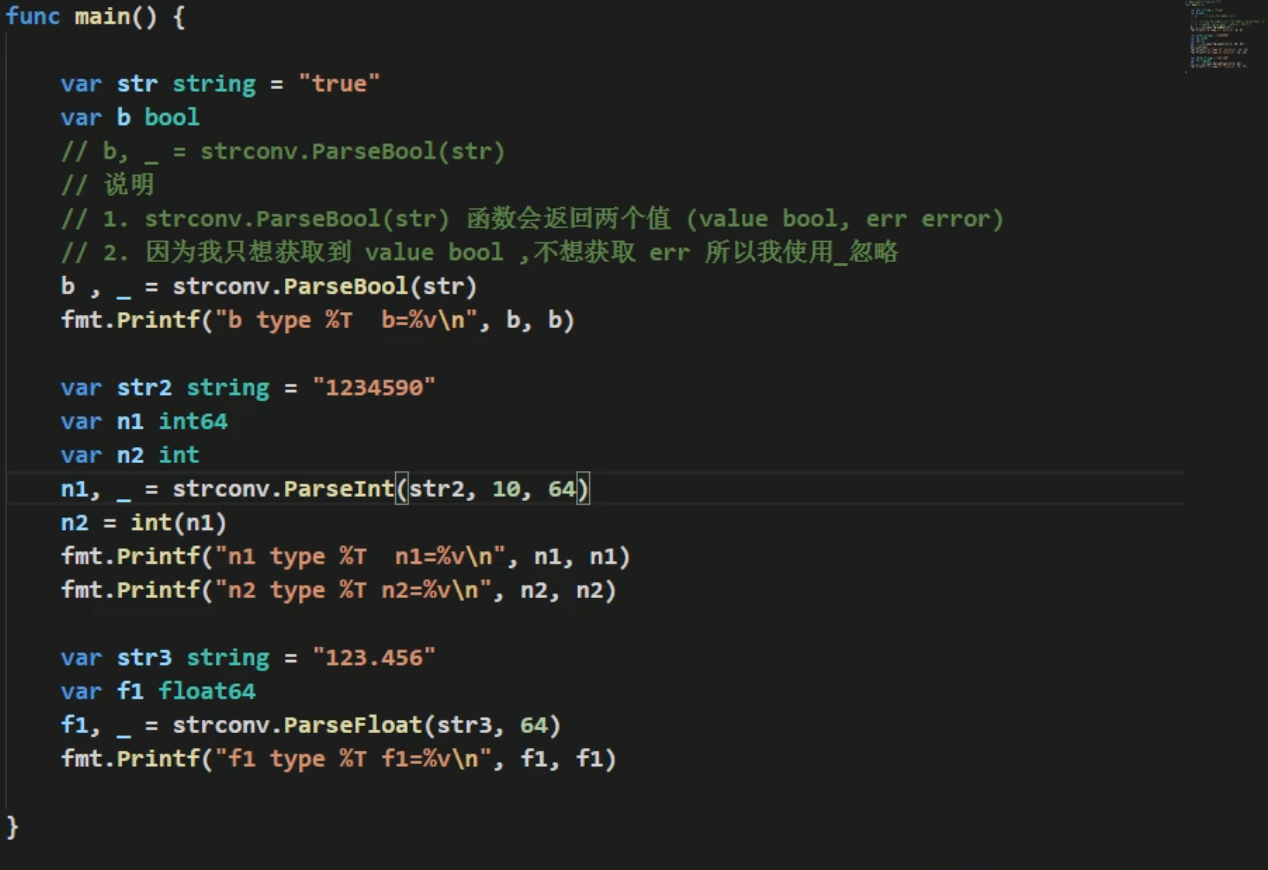 func main() {
var str string = "true"
var b bool
// b, _ = strconv.ParseBool(str)
// 说明
// 1. strconv.ParseBool(str) 函数会返回两个值 (value bool, err error)
// 2. 因为我只想获取到 value bool ,不想获取 err 所以我使用_忽略
b , _ = strconv.ParseBool(str)
fmt.Printf("b type %T  b=%v\n", b, b)
var str2 string = "1234590"
var n1 int64
var n2 int
n1, _ = strconv.ParseInt(str2, 10, 64)
n2 = int(n1)
fmt.Printf("n1 type %T  n1=%v\n", n1, n1)
fmt.Printf("n2 type %T n2=%v\n", n2, n2)
var str3 string = "123.456"
var f1 float64
f1, _ = strconv.ParseFloat(str3, 64)
fmt.Printf("f1 type %T f1=%v\n", f1, f1)
}